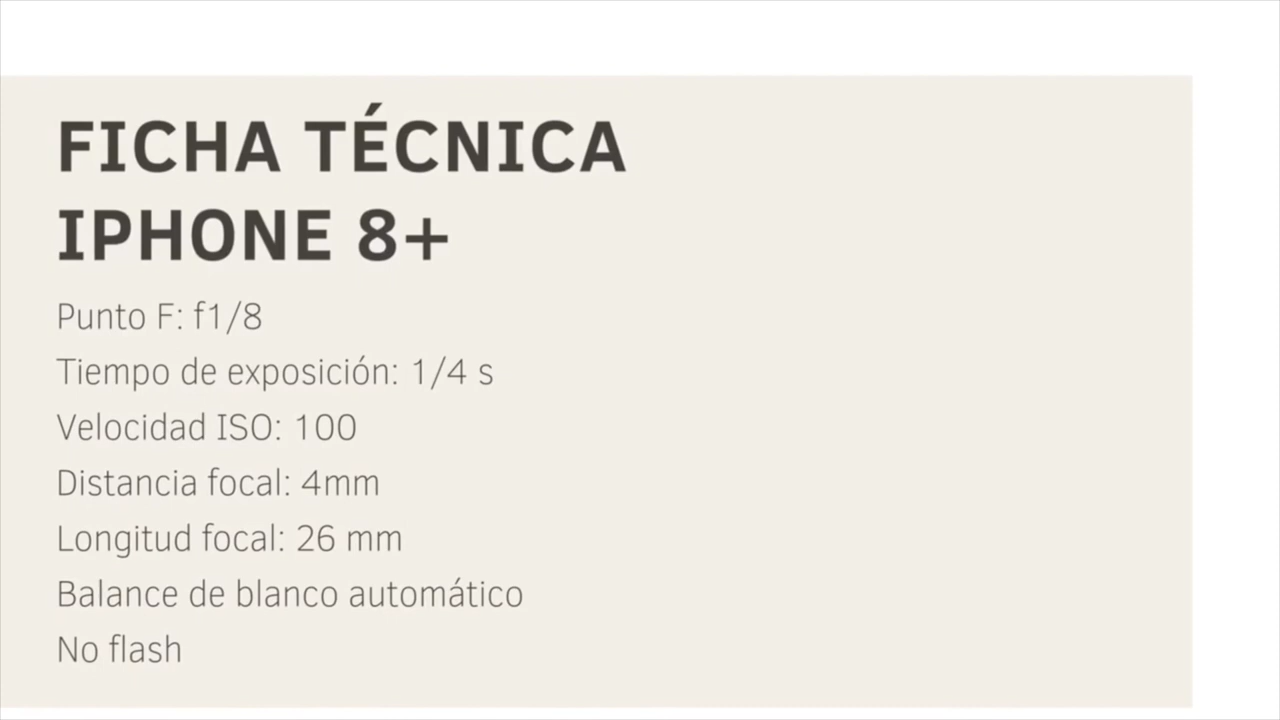 FICHA TÉCNICA
IPHONE 8+
Punto F: f1/8
Tiempo de exposición: 1/4 s
Velocidad ISO: 100
Distancia focal: 4mm
Longitud focal: 26 mm
Balance de blanco automático
No flash